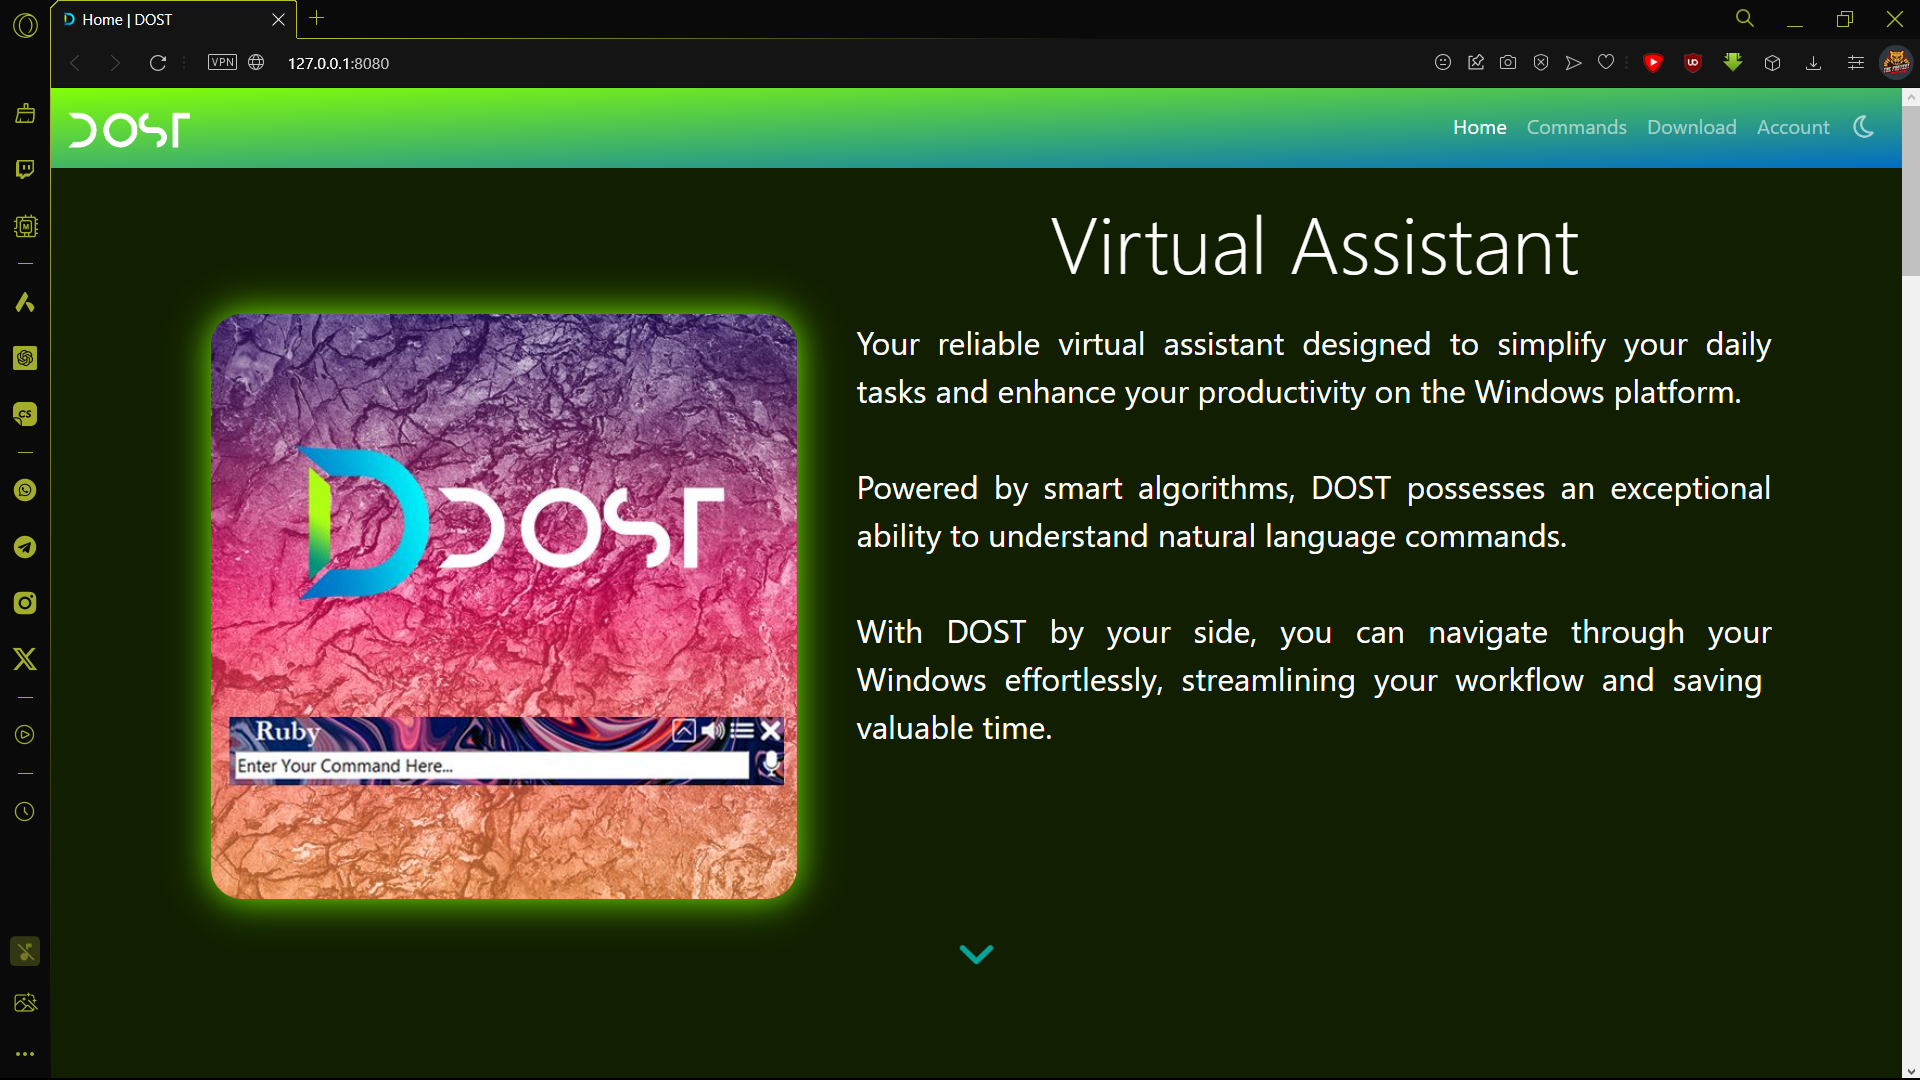 Home | DOST
VPN
127.0.0.1:8080
DOST
Home Commands Download Account
Virtual Assistant
Your reliable virtual assistant designed to simplify your daily
tasks and enhance your productivity on the Windows platform.
Powered by smart algorithms, DOST possesses an exceptional
ability to understand natural language commands.
With DOST by your side, you can navigate through your
Windows effortlessly, streamlining your workflow and saving
valuable time.
DOST
Ruby
Enter Your Command Here...
M
CS